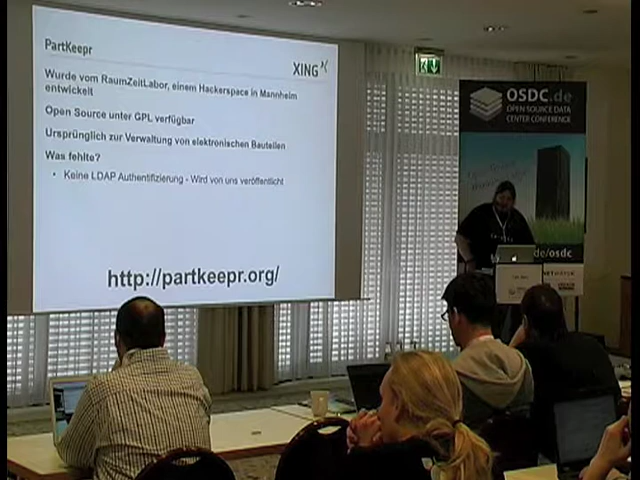 PartKeepr
XING
Wurde vom RaumZeitLabor, einem Hackerspace in Mannheim
entwickelt
Open Source unter GPL verfügbar
Ursprünglich zur Verwaltung von elektronischen Bauteilen
Was fehlte?
• Keine LDAP Authentifizierung - Wird von uns veröffentlicht
http://partkeepr.org/
OSDC.de
OPEN SOURCE DATA
CENTER CONFERENCE
de/osdc